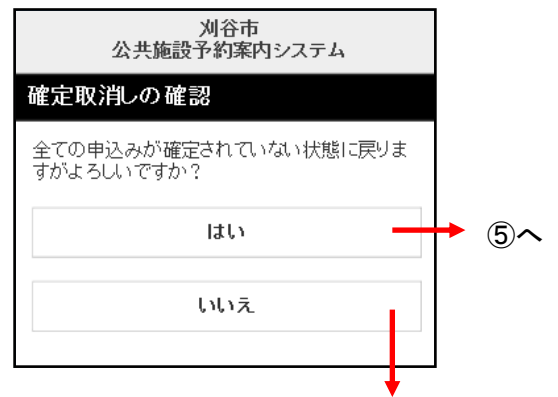 刈谷市
公共施設予約案内システム
確定取消しの確認
全ての申込みが確定されていない状態に戻りま
すがよろしいですか？
はい
⑤へ
いいえ